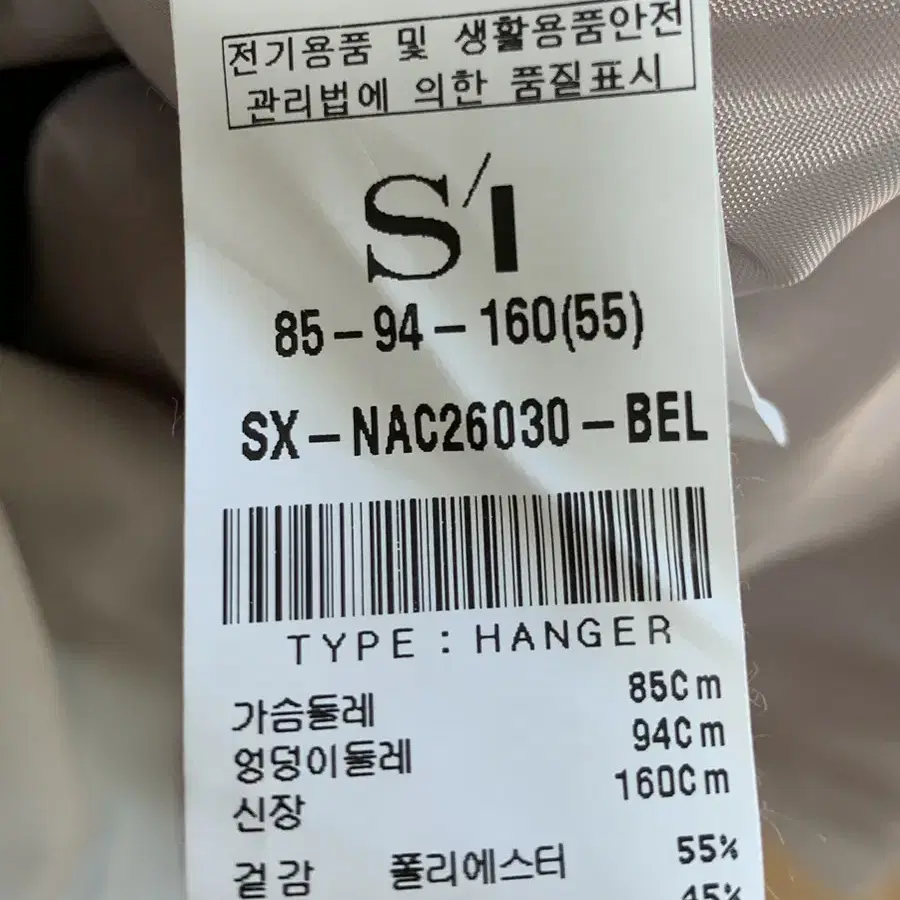 전기용품 및 생활용품안전
관리법에 의한 품질표시
S'I
85-94-160(55)
SX-NAC26030-BEL
TYPE : HANGER
가슴둘레 85Cm
엉덩이둘레 94Cm
신장 160Cm
겉감 폴리에스터 55%
45%